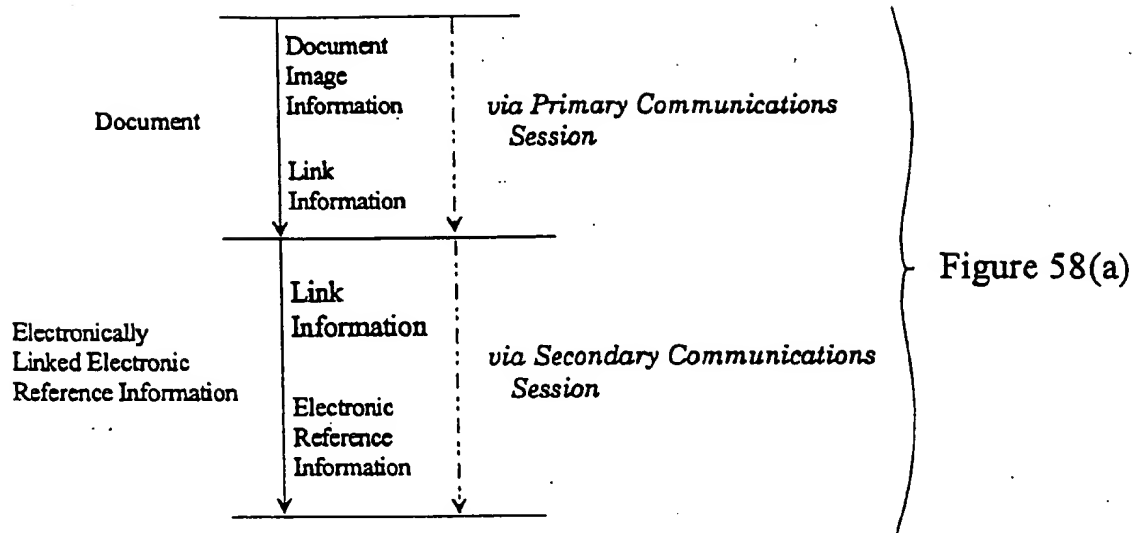 Document
Document
Image
Information
Link
Information
via Primary Communications
Session
Electronically
Linked Electronic
Reference Information
Link
Information
Electronic
Reference
Information
via Secondary Communications
Session
Figure 58(a)